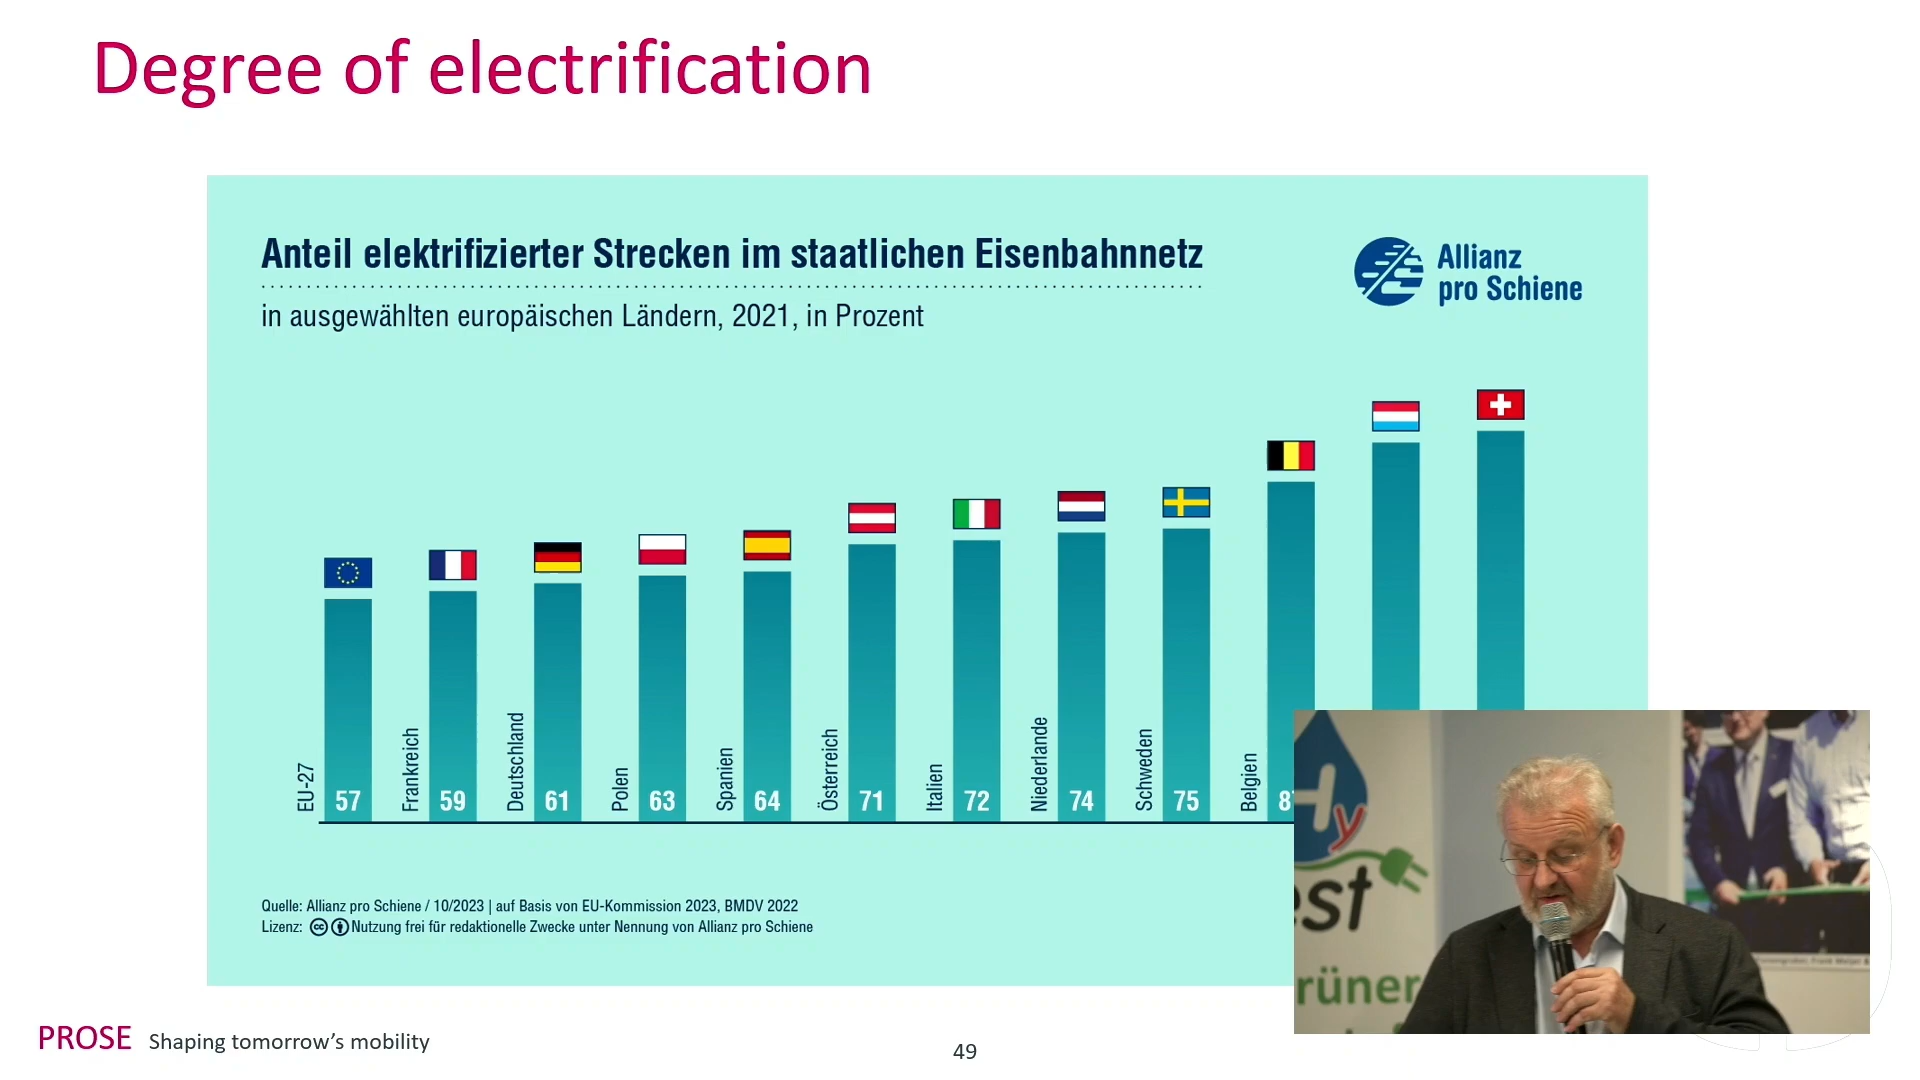 Degree of electrification
Anteil elektrifizierter Strecken im staatlichen Eisenbahnnetz
in ausgewählten europäischen Ländern, 2021, in Prozent
Allianz
pro Schiene
EU-27
57
Frankreich
59
Deutschland
61
Polen
63
Spanien
64
Österreich
71
Italien
72
Niederlande
74
Schweden
75
Belgien
Quelle: Allianz pro Schiene / 10/2023 | auf Basis von EU-Kommission 2023, BMDV 2022
Lizenz: Nutzung frei für redaktionelle Zwecke unter Nennung von Allianz pro Schiene
Hy
est
rüner
PROSE Shaping tomorrow's mobility
49